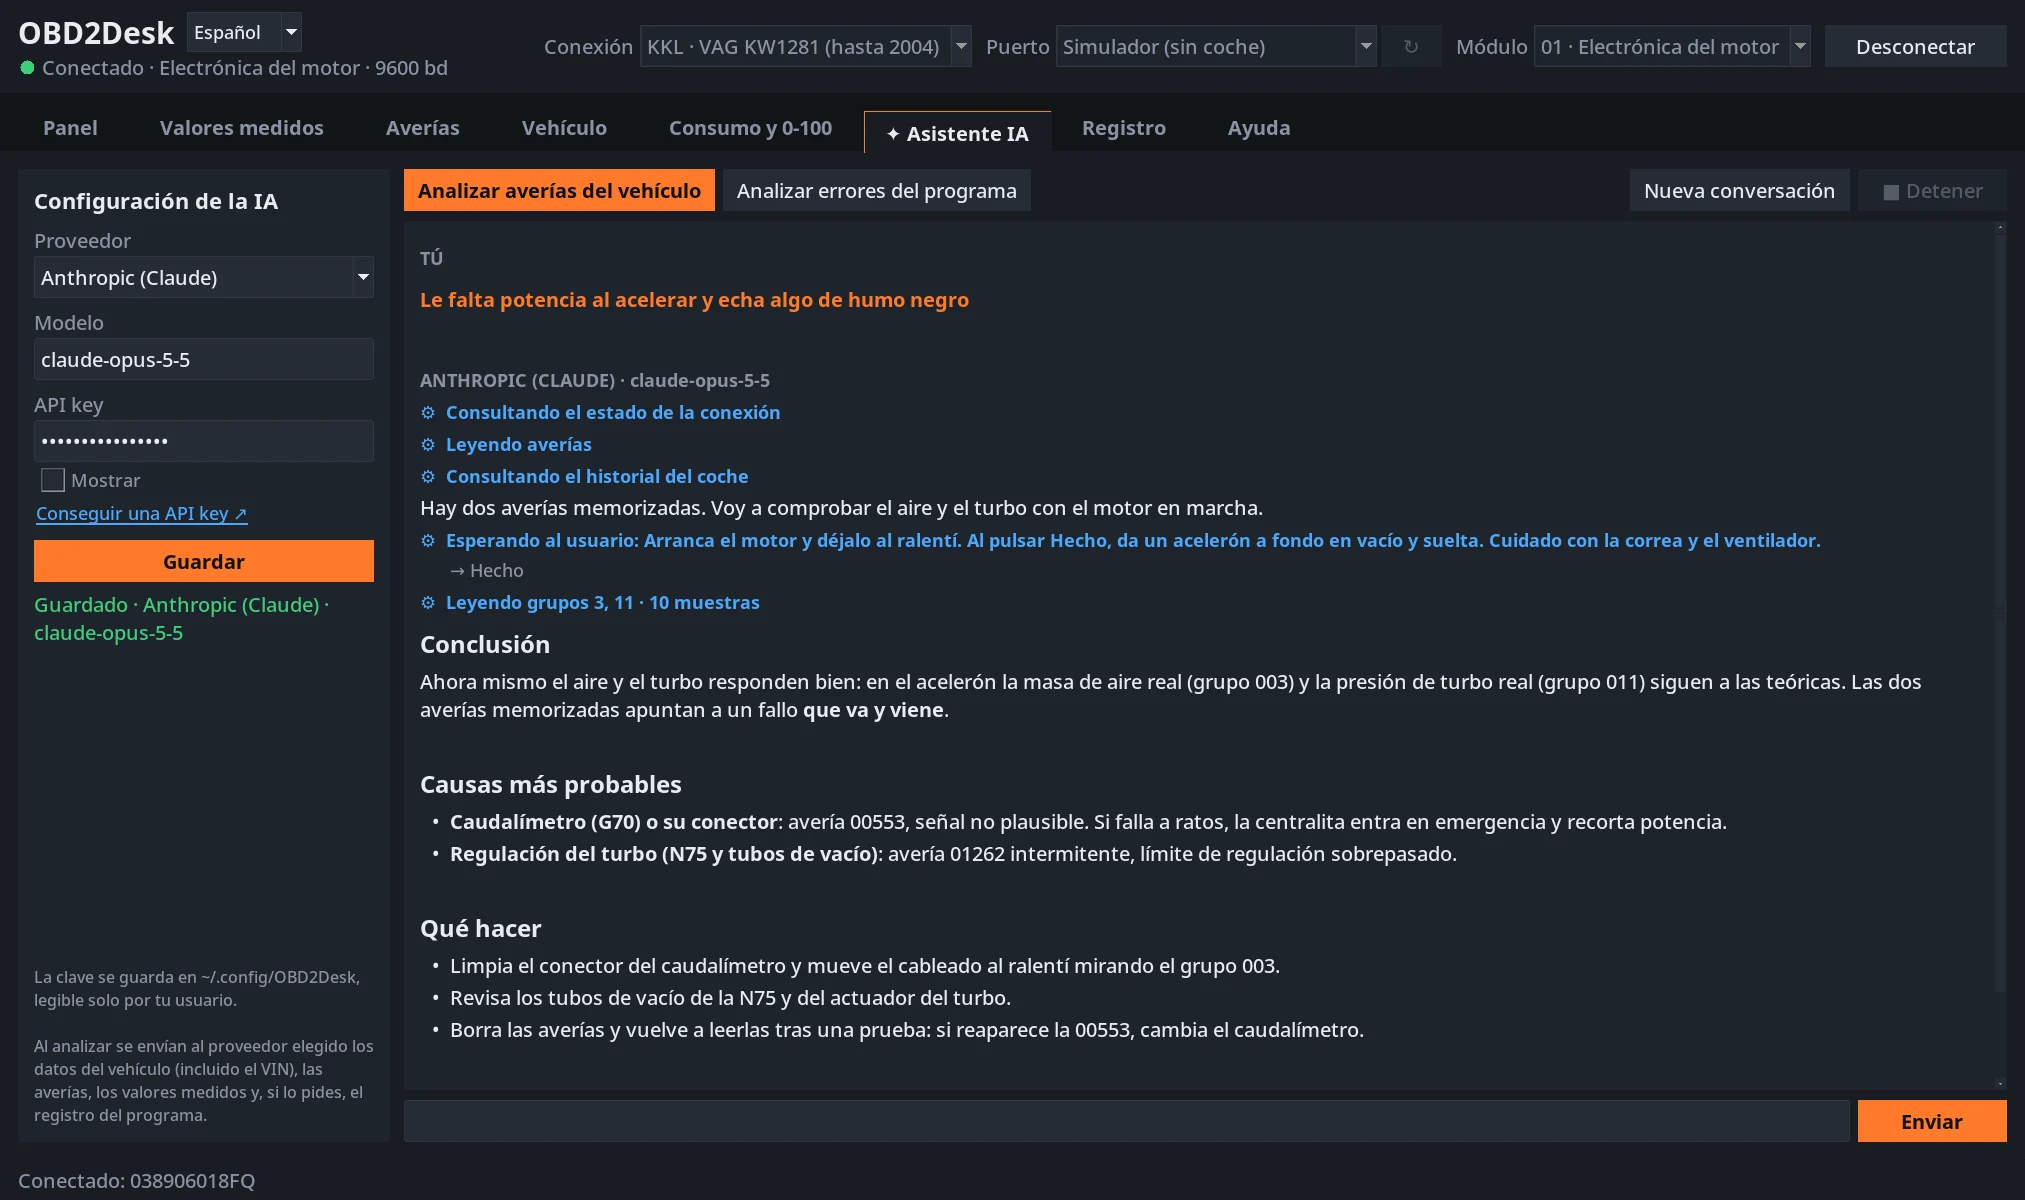 OBD2Desk
Español
Conectado · Electrónica del motor · 9600 bd
Conexión
KKL · VAG KW1281 (hasta 2004)
Puerto
Simulador (sin coche)
↻
Módulo
01 · Electrónica del motor
Desconectar
Panel
Valores medidos
Averías
Vehículo
Consumo y 0-100
✦ Asistente IA
Registro
Ayuda
Configuración de la IA
Proveedor
Anthropic (Claude)
Modelo
claude-opus-5-5
API key
••••••••••••••••
Mostrar
Conseguir una API key ↗
Guardar
Guardado · Anthropic (Claude) ·
claude-opus-5-5
La clave se guarda en ~/.config/OBD2Desk,
legible solo por tu usuario.
Al analizar se envían al proveedor elegido los
datos del vehículo (incluido el VIN), las
averías, los valores medidos y, si lo pides, el
registro del programa.
Analizar averías del vehículo
Analizar errores del programa
Nueva conversación
■ Detener
TÚ
Le falta potencia al acelerar y echa algo de humo negro
ANTHROPIC (CLAUDE) · claude-opus-5-5
⚙ Consultando el estado de la conexión
⚙ Leyendo averías
⚙ Consultando el historial del coche
Hay dos averías memorizadas. Voy a comprobar el aire y el turbo con el motor en marcha.
⚙ Esperando al usuario: Arranca el motor y déjalo al ralentí. Al pulsar Hecho, da un acelerón a fondo en vacío y suelta. Cuidado con la correa y el ventilador.
→ Hecho
⚙ Leyendo grupos 3, 11 · 10 muestras
Conclusión
Ahora mismo el aire y el turbo responden bien: en el acelerón la masa de aire real (grupo 003) y la presión de turbo real (grupo 011) siguen a las teóricas. Las dos
averías memorizadas apuntan a un fallo que va y viene.
Causas más probables
• Caudalímetro (G70) o su conector: avería 00553, señal no plausible. Si falla a ratos, la centralita entra en emergencia y recorta potencia.
• Regulación del turbo (N75 y tubos de vacío): avería 01262 intermitente, límite de regulación sobrepasado.
Qué hacer
• Limpia el conector del caudalímetro y mueve el cableado al ralentí mirando el grupo 003.
• Revisa los tubos de vacío de la N75 y del actuador del turbo.
• Borra las averías y vuelve a leerlas tras una prueba: si reaparece la 00553, cambia el caudalímetro.
Enviar
Conectado: 038906018FQ